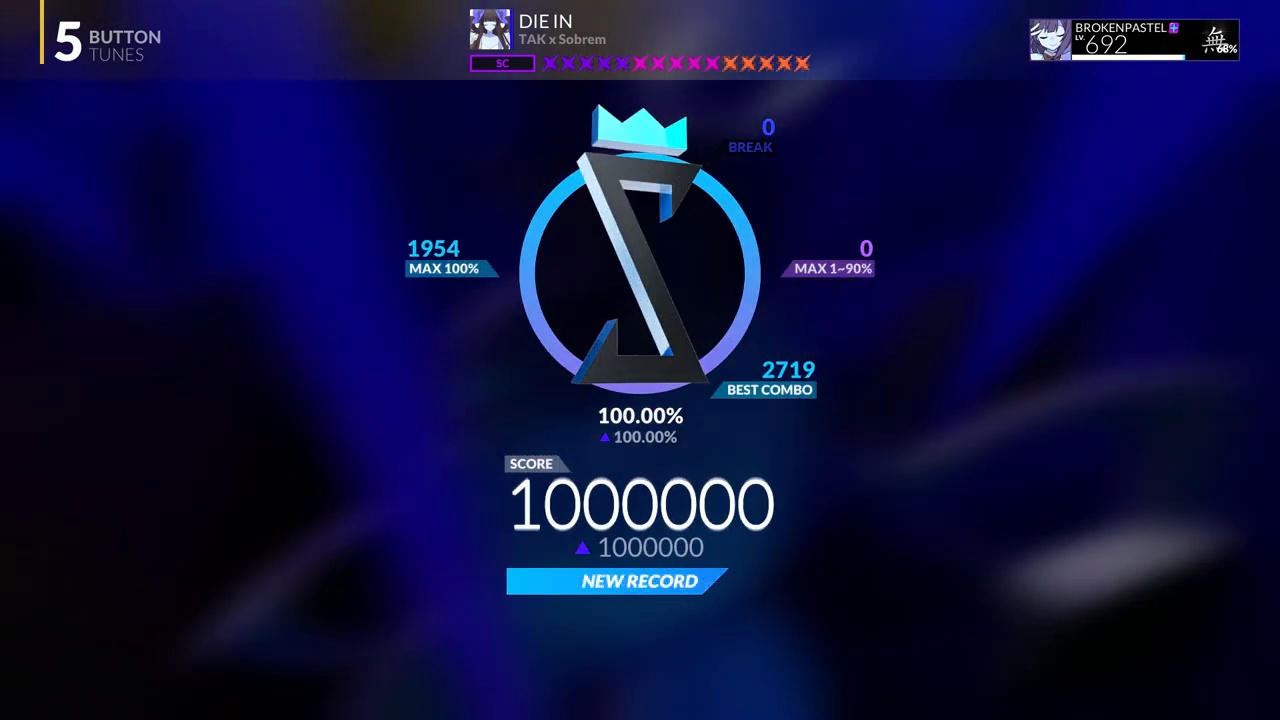 5 BUTTON
TUNES
DIE IN
TAK x Sobrem
SC
BROKENPASTEL
LV. 692
無
68%
0
BREAK
1954
MAX 100%
0
MAX 1~90%
2719
BEST COMBO
100.00%
▲ 100.00%
SCORE
1000000
▲ 1000000
NEW RECORD